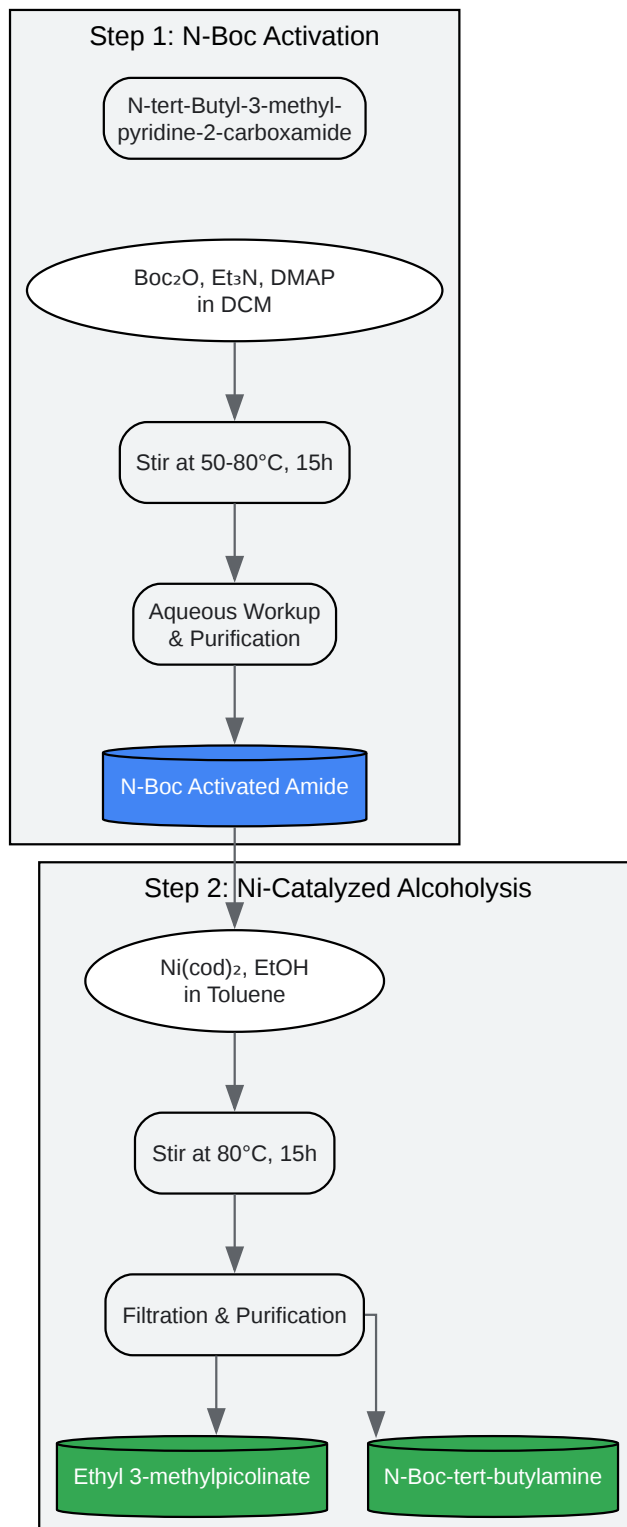 Step 1: N-Boc Activation
N-tert-Butyl-3-methyl-
pyridine-2-carboxamide
Boc₂O, Et₃N, DMAP
in DCM
Stir at 50-80°C, 15h
Aqueous Workup
& Purification
N-Boc Activated Amide
Step 2: Ni-Catalyzed Alcoholysis
Ni(cod)₂, EtOH
in Toluene
Stir at 80°C, 15h
Filtration & Purification
Ethyl 3-methylpicolinate
N-Boc-tert-butylamine